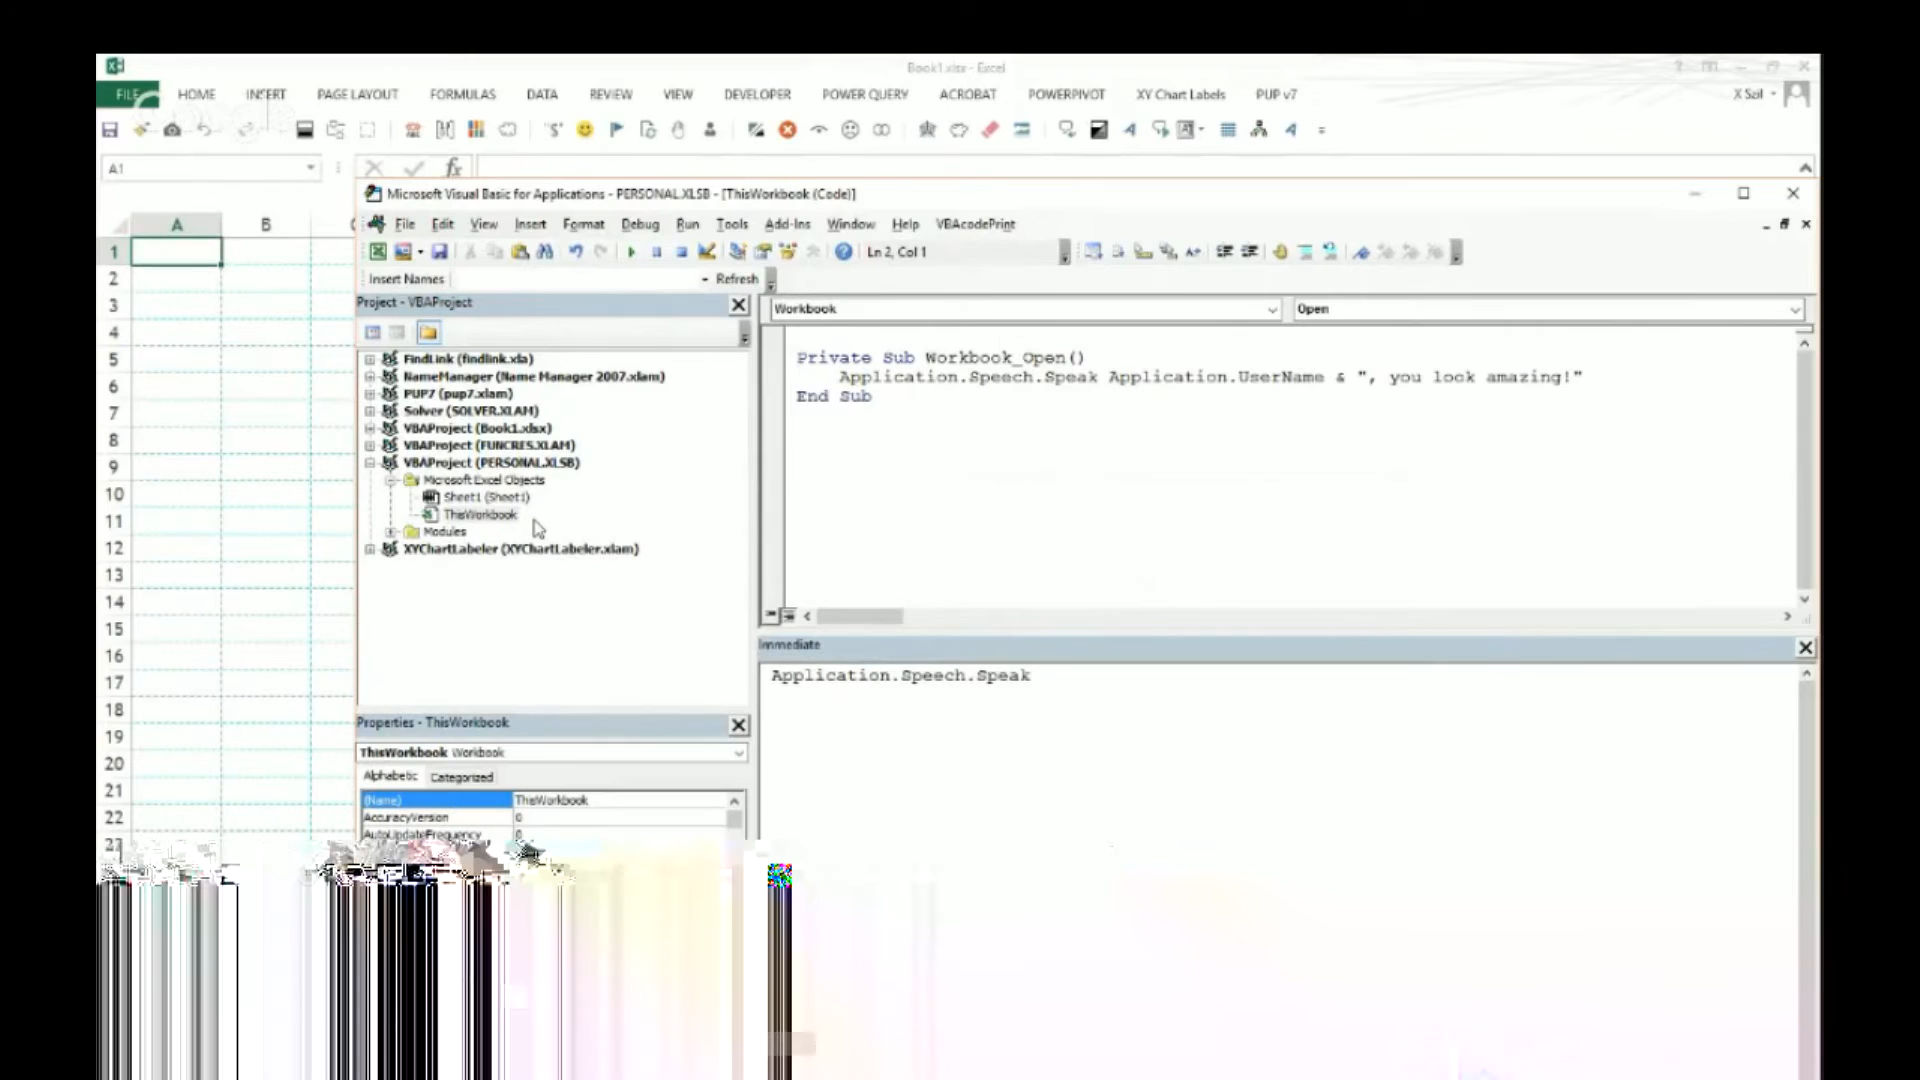 Book1.xlsx - Excel
FILE HOME INSERT PAGE LAYOUT FORMULAS DATA REVIEW VIEW DEVELOPER POWER QUERY ACROBAT POWERPIVOT XY Chart Labels PUP v7 X Sol
A1 fx
Microsoft Visual Basic for Applications - PERSONAL.XLSB - [ThisWorkbook (Code)]
File Edit View Insert Format Debug Run Tools Add-Ins Window Help VBAcodePrint
Ln 2, Col 1
Insert Names Refresh
A B
1
2
3
4
5
6
7
8
9
10
11
12
13
14
15
16
17
18
19
20
21
22
23
Project - VBAProject
FindLink (findlink.xla)
NameManager (Name Manager 2007.xlam)
PUP7 (pup7.xlam)
Solver (SOLVER.XLAM)
VBAProject (Book1.xlsx)
VBAProject (FUNCRES.XLAM)
VBAProject (PERSONAL.XLSB)
Microsoft Excel Objects
Sheet1 (Sheet1)
ThisWorkbook
Modules
XYChartLabeler (XYChartLabeler.xlam)
Properties - ThisWorkbook
ThisWorkbook Workbook
Alphabetic Categorized
(Name) ThisWorkbook
AccuracyVersion 0
AutoUpdateFrequency 0
Workbook Open
Private Sub Workbook_Open()
Application.Speech.Speak Application.UserName & ", you look amazing!"
End Sub
Immediate
Application.Speech.Speak